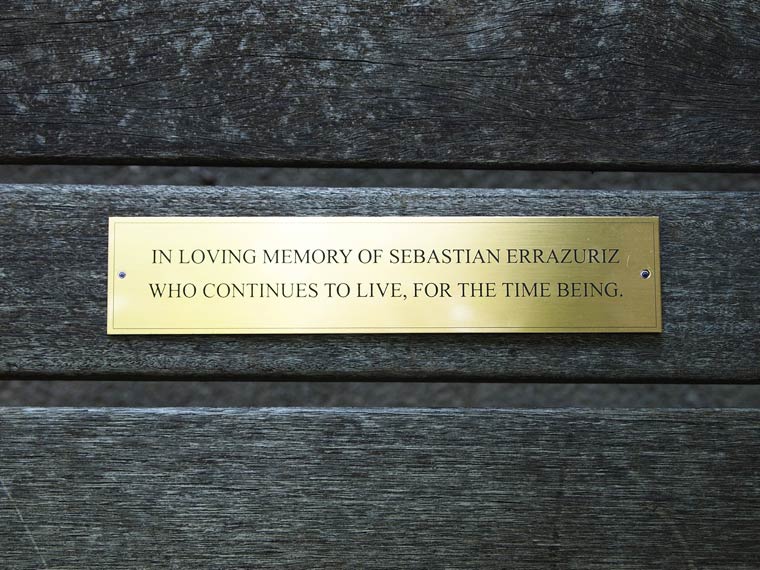 IN LOVING MEMORY OF SEBASTIAN ERRAZURIZ
WHO CONTINUES TO LIVE, FOR THE TIME BEING.